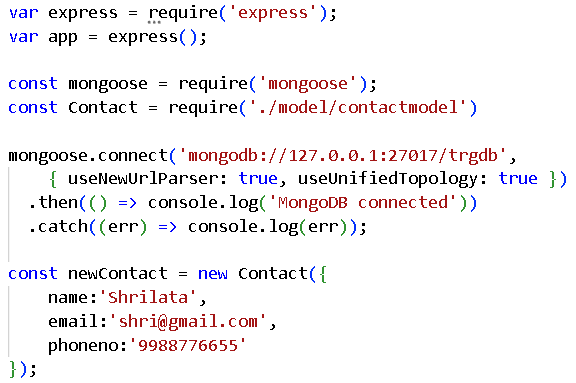 var express = require('express');
var app = express();
const mongoose = require('mongoose');
const Contact = require('./model/contactmodel')
mongoose.connect('mongodb://127.0.0.1:27017/trgdb',
{ useNewUrlParser: true, useUnifiedTopology: true })
.then(() => console.log('MongoDB connected'))
.catch((err) => console.log(err));
const newContact = new Contact({
name:'Shrilata',
email:'shri@gmail.com',
phoneno:'9988776655'
});